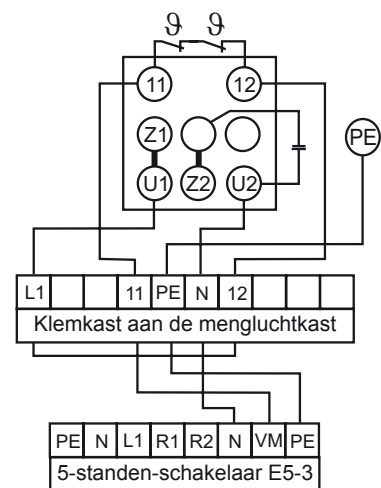 ϑ ϑ
11 12
Z1
PE
U1 Z2 U2
L1 11 PE N 12
Klemkast aan de mengluchtkast
PE N L1 R1 R2 N VM PE
5-standen-schakelaar E5-3